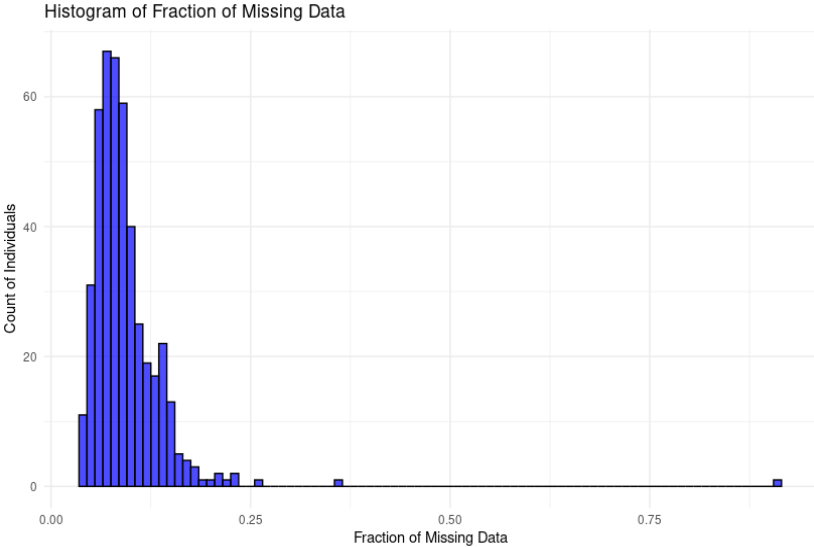 Histogram of Fraction of Missing Data
Count of Individuals
60
40
20
0
0.00 0.25 0.50 0.75
Fraction of Missing Data